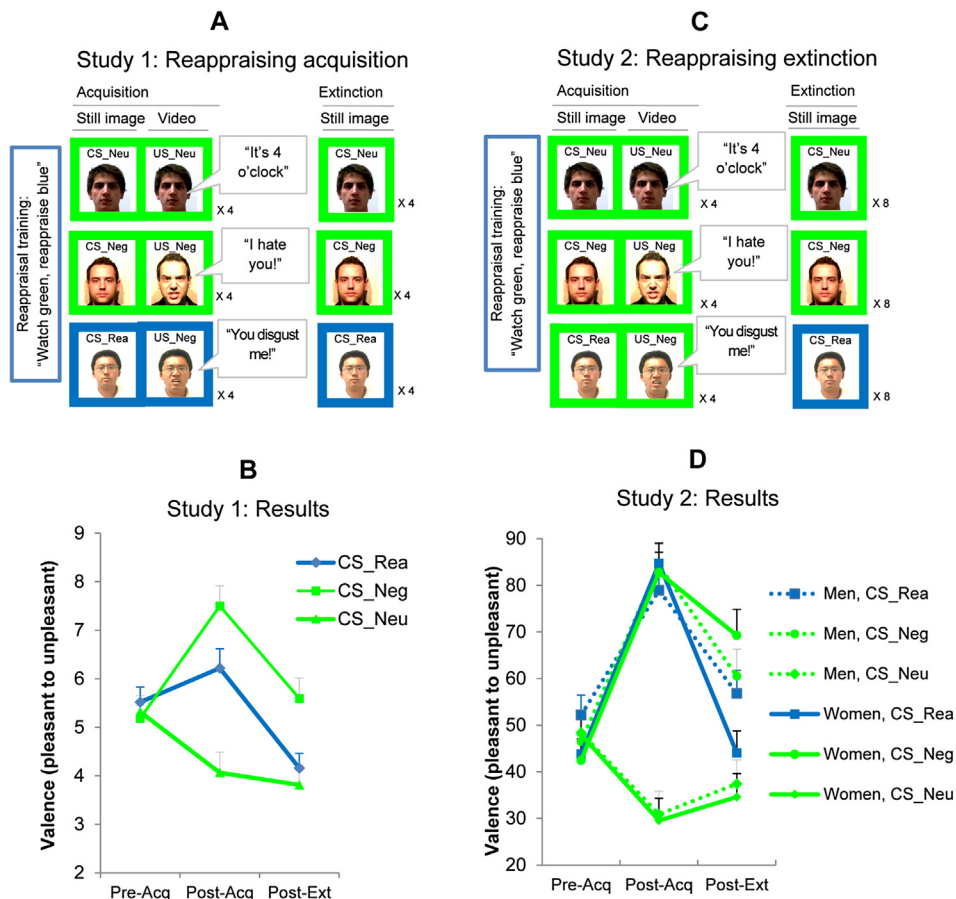 A
Study 1: Reappraising acquisition
Acquisition
Extinction
Still image
Video
Still image
Reappraisal training:
"Watch green, reappraise blue"
CS_Neu
US_Neu
"It's 4
o'clock"
X 4
CS_Neu
X 4
CS_Neg
US_Neg
"I hate
you!"
X 4
CS_Neg
X 4
CS_Rea
US_Neg
"You disgust
me!"
X 4
CS_Rea
X 4
C
Study 2: Reappraising extinction
Acquisition
Extinction
Still image
Video
Still image
Reappraisal training:
"Watch green, reappraise blue"
CS_Neu
US_Neu
"It's 4
o'clock"
X 4
CS_Neu
X 8
CS_Neg
US_Neg
"I hate
you!"
X 4
CS_Neg
X 8
CS_Rea
US_Neg
"You disgust
me!"
X 4
CS_Rea
X 8
B
Study 1: Results
Valence (pleasant to unpleasant)
9
8
7
6
5
4
3
2
Pre-Acq
Post-Acq
Post-Ext
CS_Rea
CS_Neg
CS_Neu
D
Study 2: Results
Valence (pleasant to unpleasant)
90
80
70
60
50
40
30
20
Pre-Acq
Post-Acq
Post-Ext
Men, CS_Rea
Men, CS_Neg
Men, CS_Neu
Women, CS_Rea
Women, CS_Neg
Women, CS_Neu